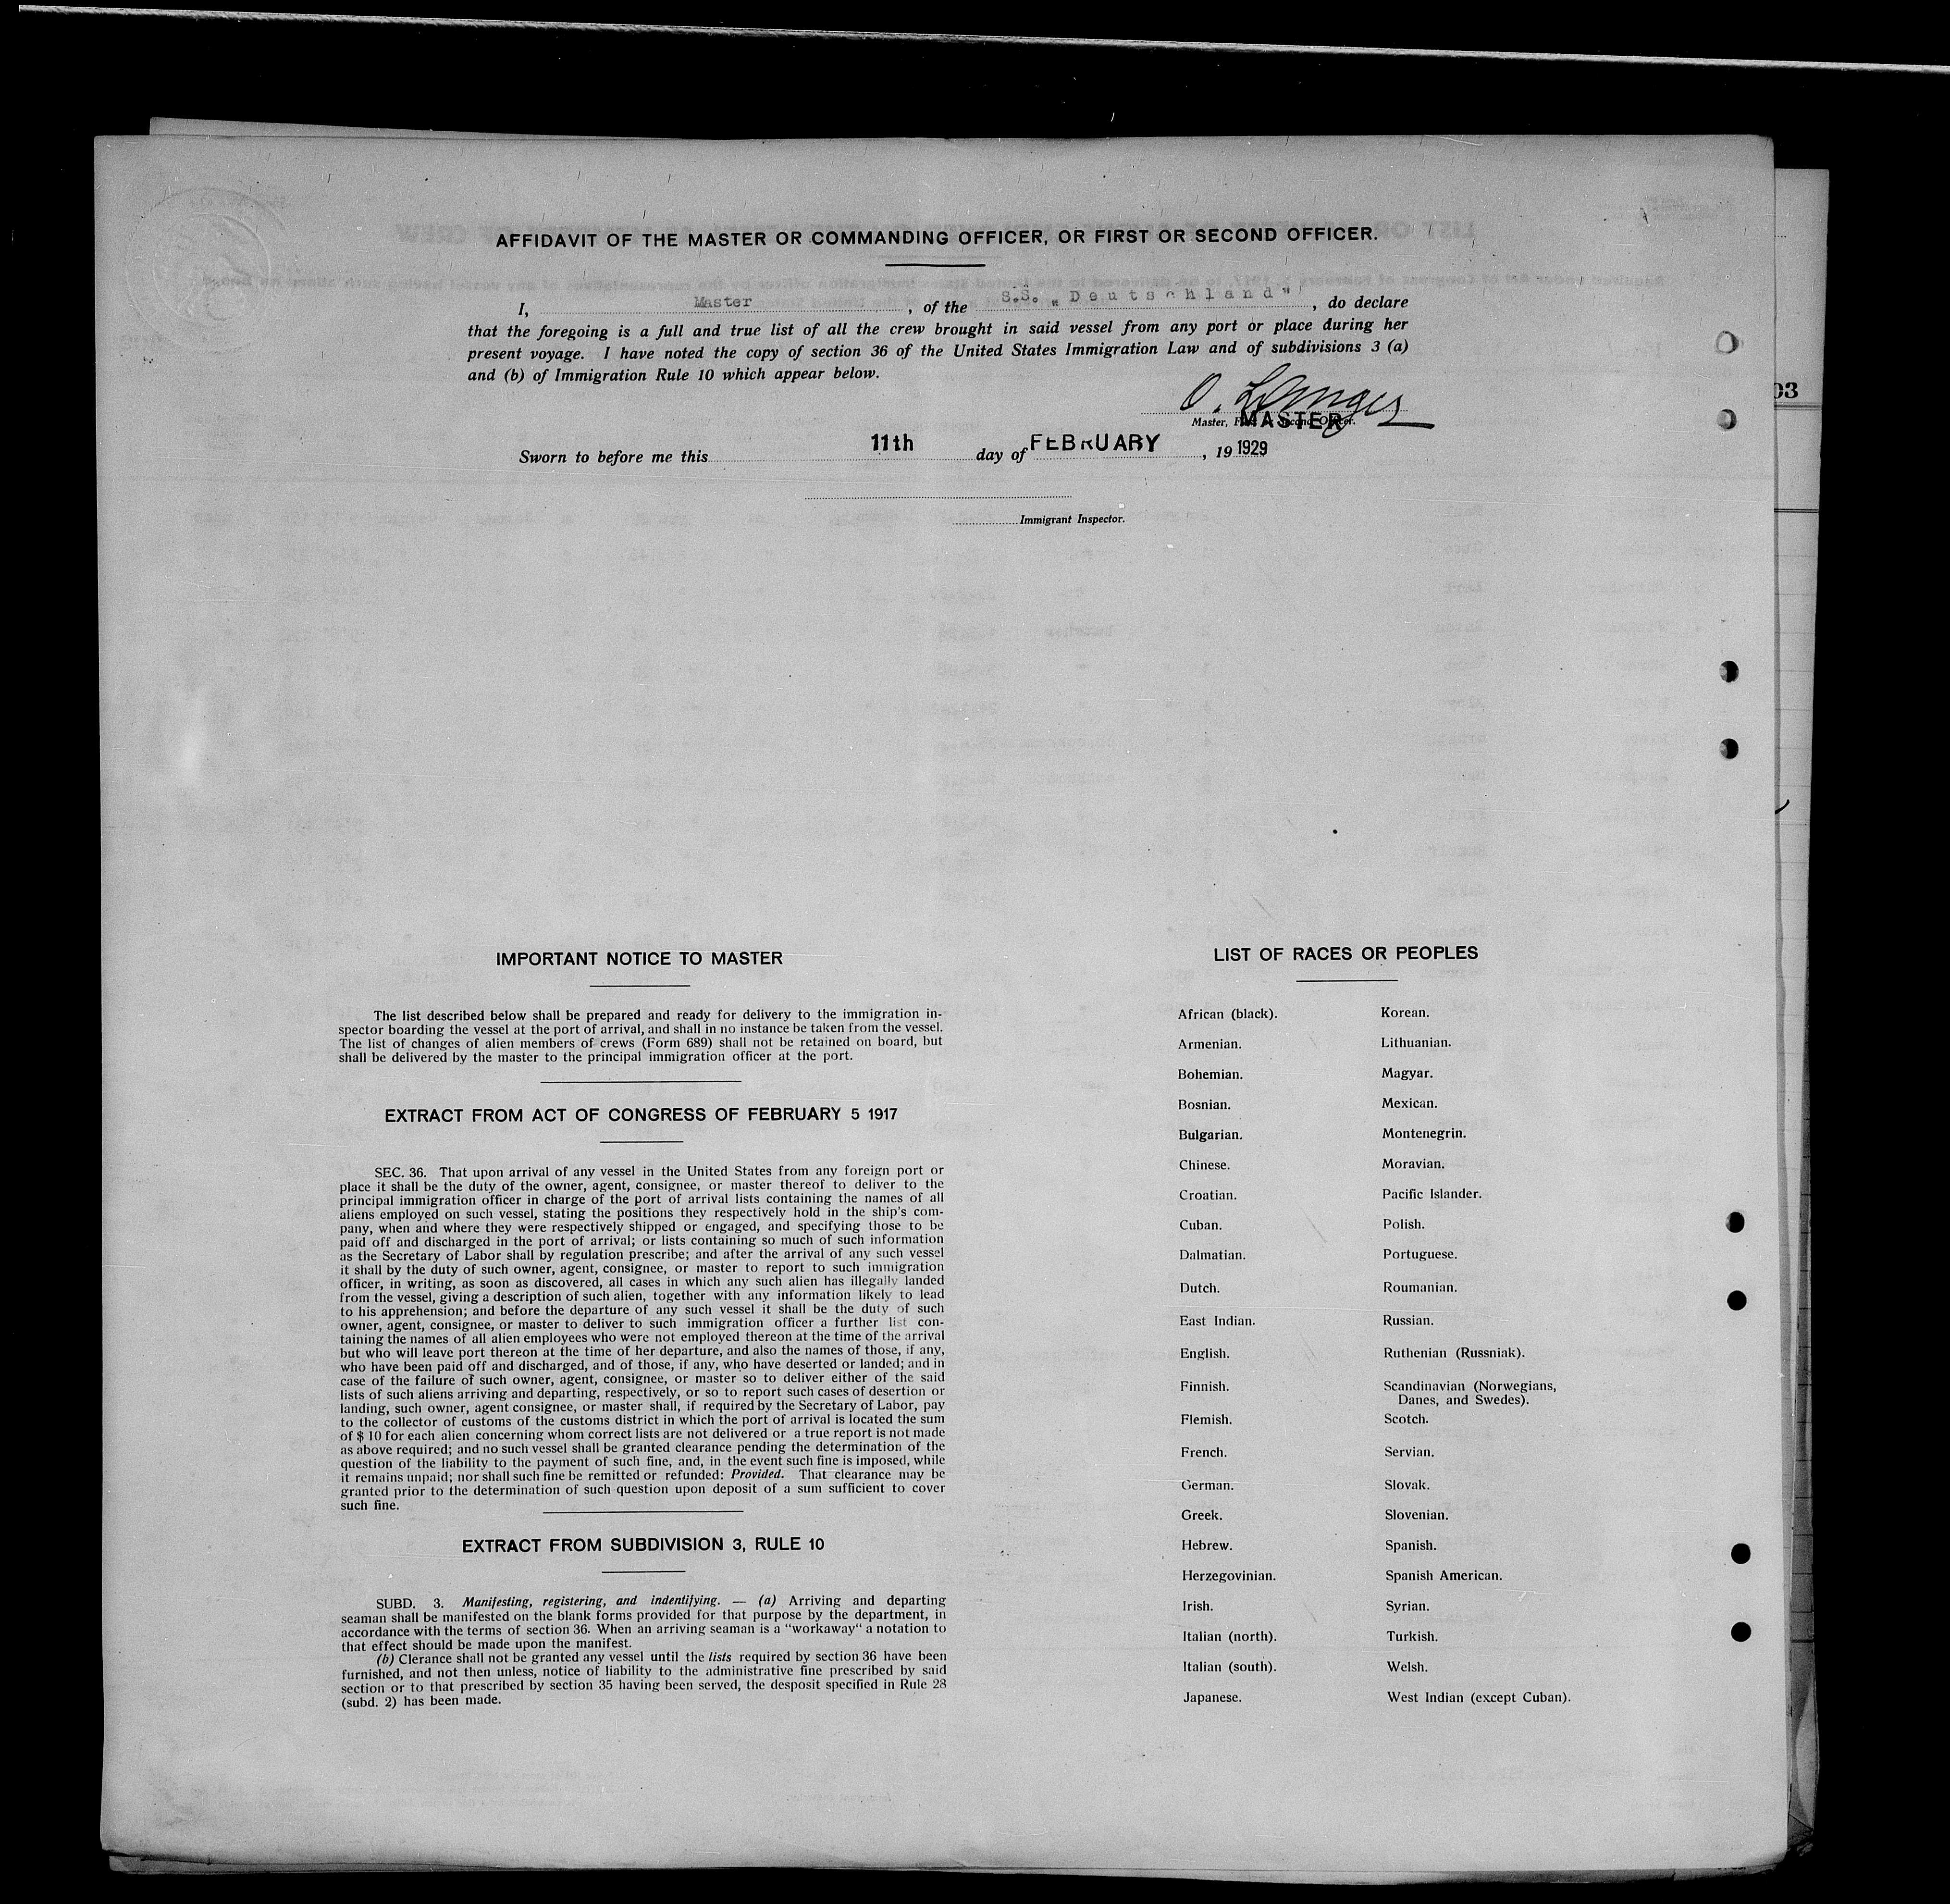 AFFIDAVIT OF THE MASTER OR COMMANDING OFFICER, OR FIRST OR SECOND OFFICER.
I, Master, of the S.S. „Deutschland", do declare
that the foregoing is a full and true list of all the crew brought in said vessel from any port or place during her
present voyage. I have noted the copy of section 36 of the United States Immigration Law and of subdivisions 3 (a)
and (b) of Immigration Rule 10 which appear below.
O.
Master, Second Officer.
MASTER
03
Sworn to before me this 11th day of FEBRUARY, 19 1929
Immigrant Inspector.
IMPORTANT NOTICE TO MASTER
The list described below shall be prepared and ready for delivery to the immigration in-
spector boarding the vessel at the port of arrival, and shall in no instance be taken from the vessel.
The list of changes of alien members of crews (Form 689) shall not be retained on board, but
shall be delivered by the master to the principal immigration officer at the port.
EXTRACT FROM ACT OF CONGRESS OF FEBRUARY 5 1917
SEC. 36. That upon arrival of any vessel in the United States from any foreign port or
place it shall be the duty of the owner, agent, consignee, or master thereof to deliver to the
principal immigration officer in charge of the port of arrival lists containing the names of all
aliens employed on such vessel, stating the positions they respectively hold in the ship's com-
pany, when and where they were respectively shipped or engaged, and specifying those to be
paid off and discharged in the port of arrival; or lists containing so much of such information
as the Secretary of Labor shall by regulation prescribe; and after the arrival of any such vessel
it shall by the duty of such owner, agent, consignee, or master to report to such immigration
officer, in writing, as soon as discovered, all cases in which any such alien has illegally landed
from the vessel, giving a description of such alien, together with any information likely to lead
to his apprehension; and before the departure of any such vessel it shall be the duty of such
owner, agent, consignee, or master to deliver to such immigration officer a further list con-
taining the names of all alien employees who were not employed thereon at the time of the arrival
but who will leave port thereon at the time of her departure, and also the names of those, if any,
who have been paid off and discharged, and of those, if any, who have deserted or landed; and in
case of the failure of such owner, agent, consignee, or master so to deliver either of the said
lists of such aliens arriving and departing, respectively, or so to report such cases of desertion or
landing, such owner, agent consignee, or master shall, if required by the Secretary of Labor, pay
to the collector of customs of the customs district in which the port of arrival is located the sum
of $ 10 for each alien concerning whom correct lists are not delivered or a true report is not made
as above required; and no such vessel shall be granted clearance pending the determination of the
question of the liability to the payment of such fine, and, in the event such fine is imposed, while
it remains unpaid; nor shall such fine be remitted or refunded: Provided. That clearance may be
granted prior to the determination of such question upon deposit of a sum sufficient to cover
such fine.
EXTRACT FROM SUBDIVISION 3, RULE 10
SUBD. 3. Manifesting, registering, and indentifying. — (a) Arriving and departing
seaman shall be manifested on the blank forms provided for that purpose by the department, in
accordance with the terms of section 36. When an arriving seaman is a "workaway" a notation to
that effect should be made upon the manifest.
(b) Clerance shall not be granted any vessel until the lists required by section 36 have been
furnished, and not then unless, notice of liability to the administrative fine prescribed by said
section or to that prescribed by section 35 having been served, the desposit specified in Rule 28
(subd. 2) has been made.
LIST OF RACES OR PEOPLES
African (black).
Armenian.
Bohemian.
Bosnian.
Bulgarian.
Chinese.
Croatian.
Cuban.
Dalmatian.
Dutch.
East Indian.
English.
Finnish.
Flemish.
French.
German.
Greek.
Hebrew.
Herzegovinian.
Irish.
Italian (north).
Italian (south).
Japanese.
Korean.
Lithuanian.
Magyar.
Mexican.
Montenegrin.
Moravian.
Pacific Islander.
Polish.
Portuguese.
Roumanian.
Russian.
Ruthenian (Russniak).
Scandinavian (Norwegians,
Danes, and Swedes).
Scotch.
Servian.
Slovak.
Slovenian.
Spanish.
Spanish American.
Syrian.
Turkish.
Welsh.
West Indian (except Cuban).